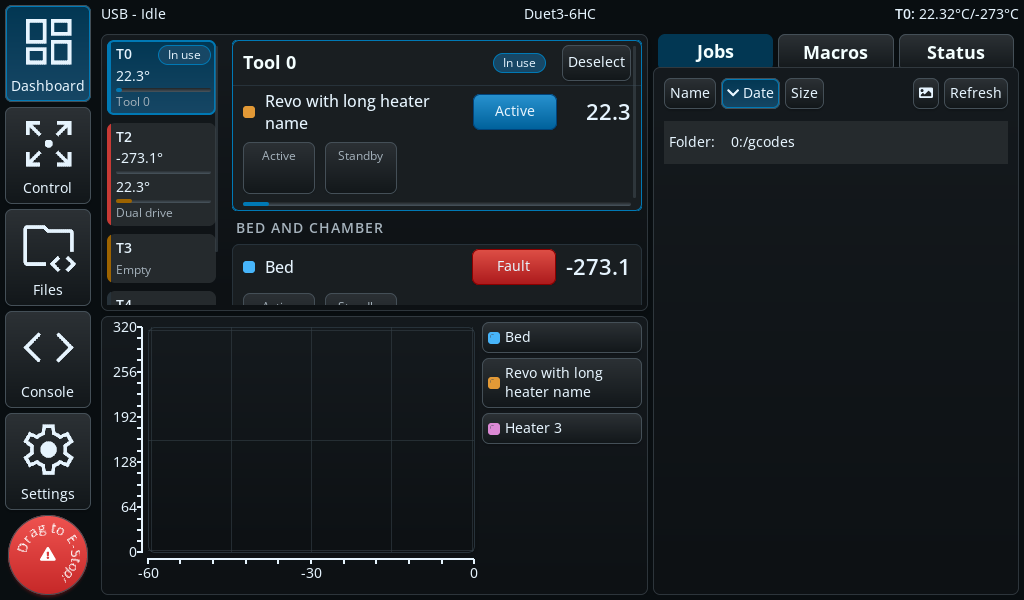 USB - Idle
Duet3-6HC
T0: 22.32°C/-273°C
Dashboard
Control
Files
Console
Settings
Drag to E-Stop!
T0
In use
22.3°
Tool 0
T2
-273.1°
22.3°
Dual drive
T3
Empty
T4
Tool 0
In use
Deselect
Revo with long heater
name
Active
22.3
Active
Standby
BED AND CHAMBER
Bed
Fault
-273.1
320
256
192
128
64
0
-60
-30
0
Bed
Revo with long
heater name
Heater 3
Jobs
Macros
Status
Name
Date
Size
Refresh
Folder:
0:/gcodes